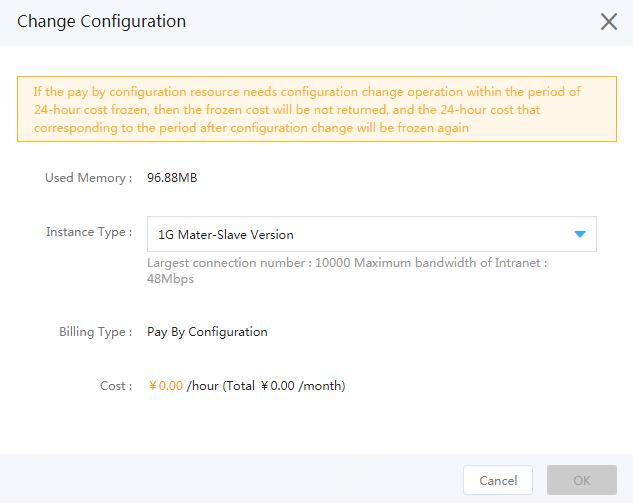 Change Configuration
If the pay by configuration resource needs configuration change operation within the period of
24-hour cost frozen, then the frozen cost will be not returned, and the 24-hour cost that
corresponding to the period after configuration change will be frozen again
Used Memory : 96.88MB
Instance Type : 1G Mater-Slave Version
Largest connection number : 10000 Maximum bandwidth of Intranet :
48Mbps
Billing Type : Pay By Configuration
Cost : ¥0.00 /hour (Total ¥0.00 /month)
Cancel OK